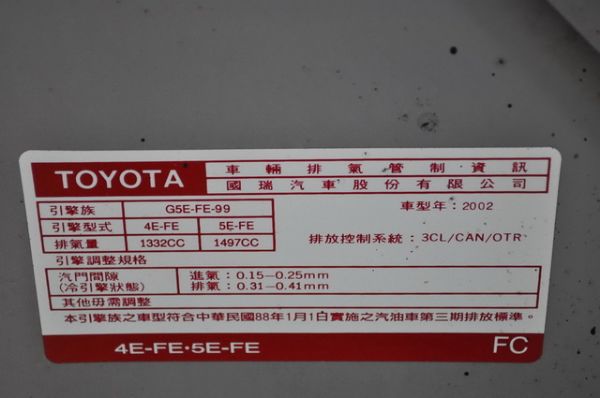 TOYOTA
車輛排氣管制資訊
國瑞汽車股份有限公司
引擎族 G5E-FE-99 車型年：2002
引擎型式 4E-FE 5E-FE
排氣量 1332CC 1497CC 排放控制系統：3CL/CAN/OTR
引擎調整規格
汽門間隙 進氣：0.15-0.25mm
(冷引擎狀態) 排氣：0.31-0.41mm
其他毋需調整
本引擎族之車型符合中華民國88年1月1日實施之汽油車第三期排放標準。
4E-FE·5E-FE FC